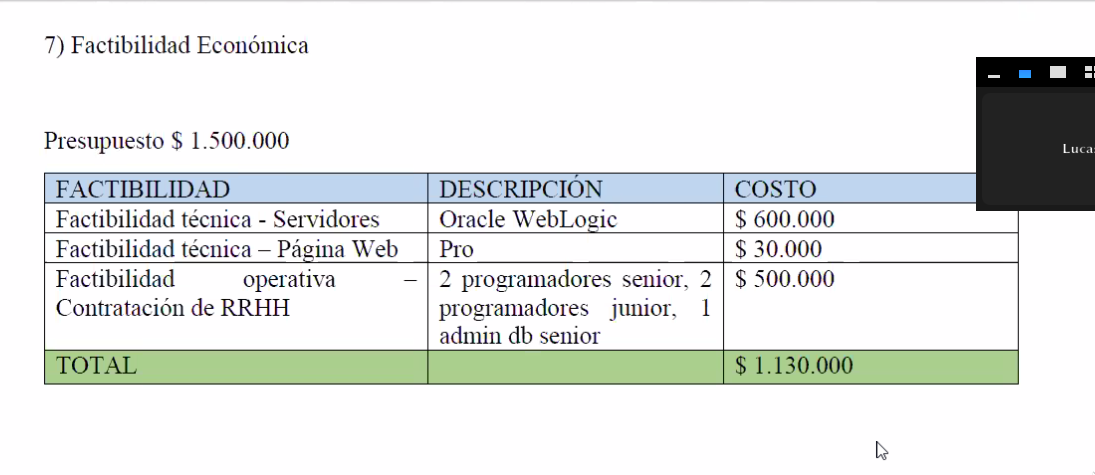 7) Factibilidad Económica
Presupuesto $ 1.500.000
FACTIBILIDAD DESCRIPCIÓN COSTO
Factibilidad técnica - Servidores Oracle WebLogic $ 600.000
Factibilidad técnica – Página Web Pro $ 30.000
Factibilidad operativa – 2 programadores senior, 2 $ 500.000
Contratación de RRHH programadores junior, 1
admin db senior
TOTAL $ 1.130.000